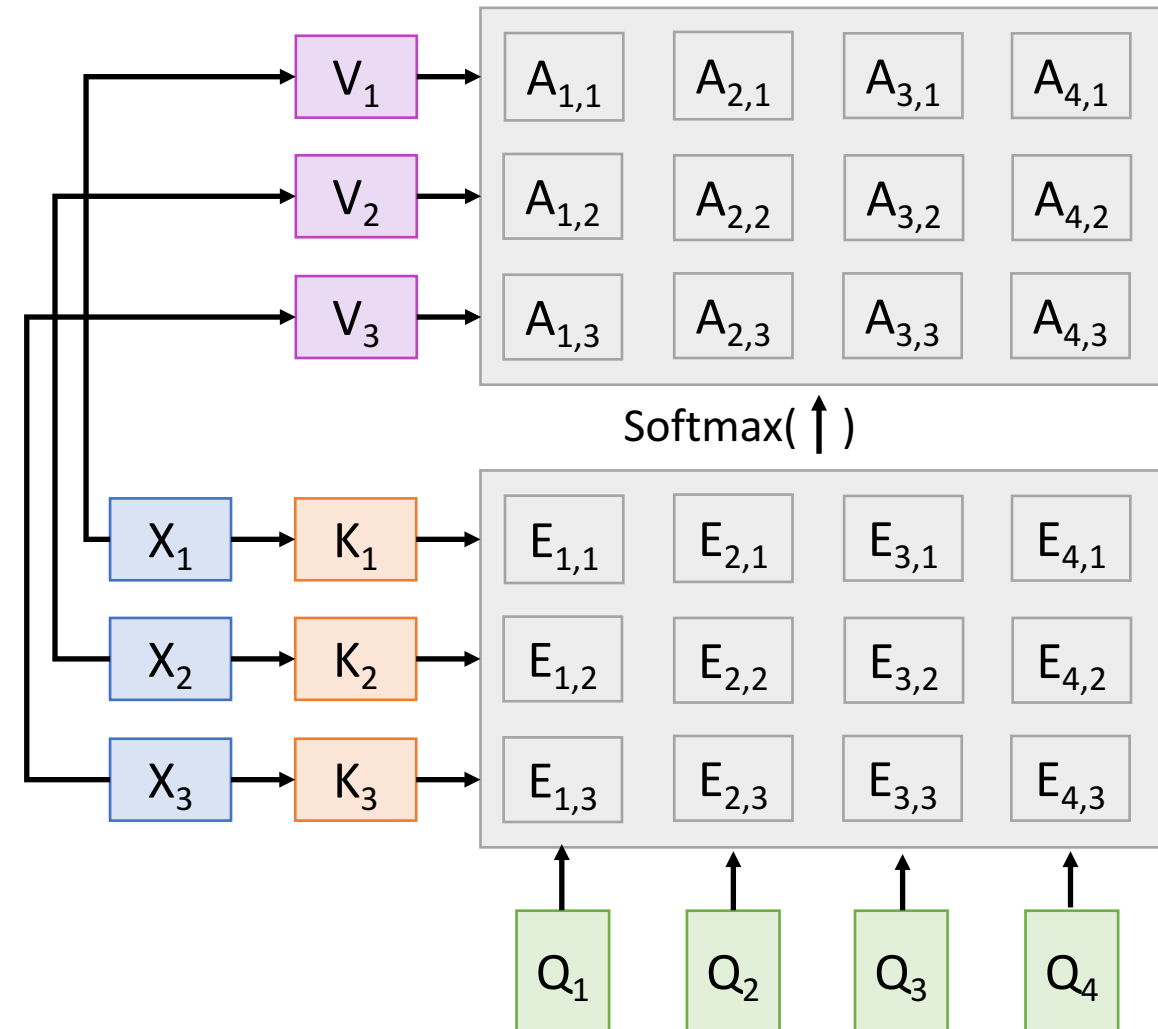 V1 A1,1 A2,1 A3,1 A4,1
V2 A1,2 A2,2 A3,2 A4,2
V3 A1,3 A2,3 A3,3 A4,3
Softmax( ↑ )
X1 K1 E1,1 E2,1 E3,1 E4,1
X2 K2 E1,2 E2,2 E3,2 E4,2
X3 K3 E1,3 E2,3 E3,3 E4,3
Q1 Q2 Q3 Q4